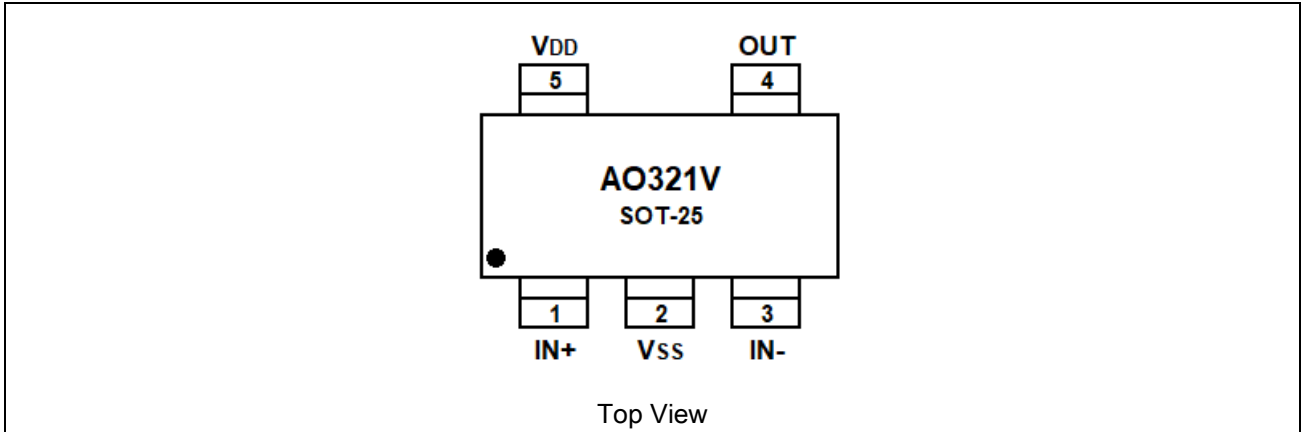 VDD OUT
5 4
AO321V
SOT-25
1 2 3
IN+ VSS IN-
Top View